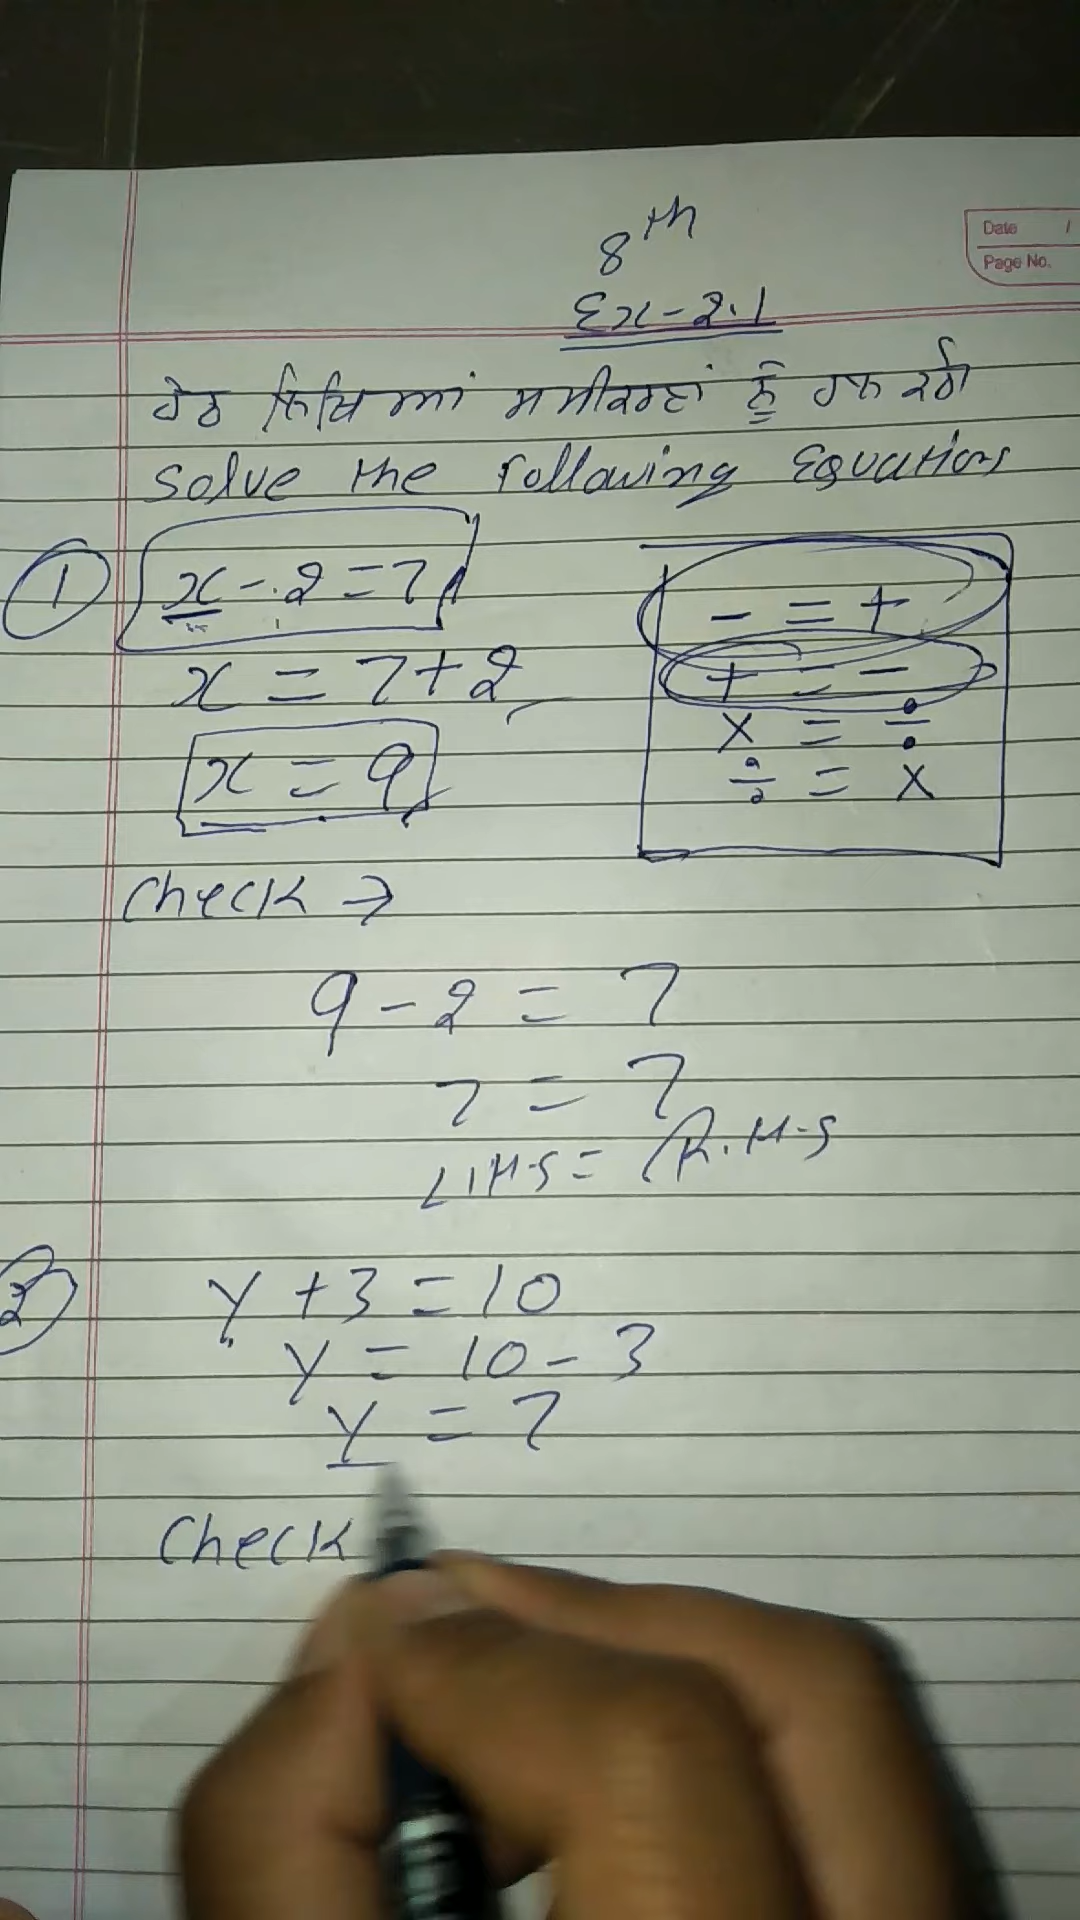 8th
Date /
Page No.
Ex-2.1
ਹੇਠ ਲਿਖਿਆਂ ਸਮੀਕਰਣਾਂ ਨੂੰ ਹਲ ਕਰੋ
Solve the following Equations
1 x - 2 = 7
x = 7 + 2
x = 9
- = +
+ = -
× = ÷
÷ = ×
Check →
9 - 2 = 7
7 = 7
L.H.S = R.H.S
2 y + 3 = 10
y = 10 - 3
y = 7
Check